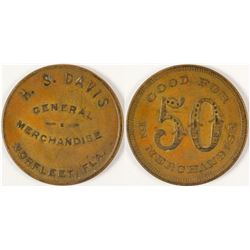 H. S. DAVIS
GENERAL
MERCHANDISE
NORFLEET, FLA.
GOOD FOR
50
IN MERCHANDISE